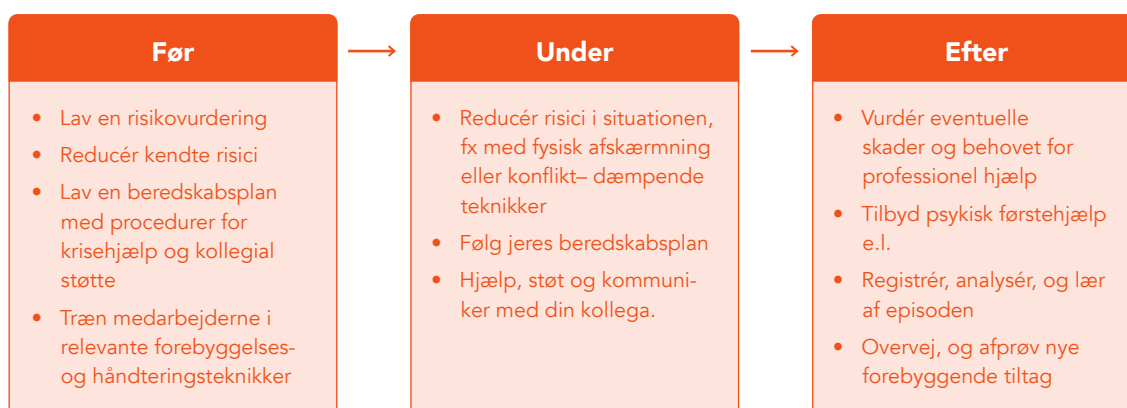 Før
• Lav en risikovurdering
• Reducér kendte risici
• Lav en beredskabsplan
med procedurer for
krisehjælp og kollegial
støtte
• Træn medarbejderne i
relevante forebyggelses-
og håndteringsteknikker
Under
• Reducér risici i situationen,
fx med fysisk afskærmning
eller konflikt– dæmpende
teknikker
• Følg jeres beredskabsplan
• Hjælp, støt og kommuni-
ker med din kollega.
Efter
• Vurdér eventuelle
skader og behovet for
professionel hjælp
• Tilbyd psykisk førstehjælp
e.l.
• Registrér, analysér, og lær
af episoden
• Overvej, og afprøv nye
forebyggende tiltag